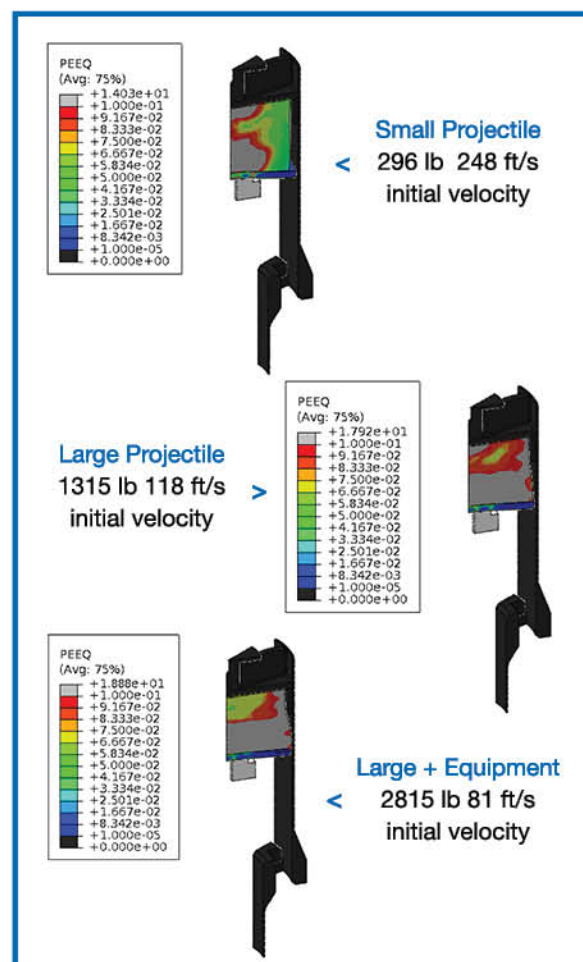 PEEQ
(Avg: 75%)
+1.403e+01
+1.000e-01
+9.167e-02
+8.333e-02
+7.500e-02
+6.667e-02
+5.834e-02
+5.000e-02
+4.167e-02
+3.334e-02
+2.501e-02
+1.667e-02
+8.342e-03
+1.000e-05
+0.000e+00
Small Projectile
< 296 lb 248 ft/s
initial velocity
Large Projectile
1315 lb 118 ft/s >
initial velocity
PEEQ
(Avg: 75%)
+1.792e+01
+1.000e-01
+9.167e-02
+8.333e-02
+7.500e-02
+6.667e-02
+5.834e-02
+5.000e-02
+4.167e-02
+3.334e-02
+2.501e-02
+1.667e-02
+8.342e-03
+1.000e-05
+0.000e+00
PEEQ
(Avg: 75%)
+1.888e+01
+1.000e-01
+9.167e-02
+8.333e-02
+7.500e-02
+6.667e-02
+5.834e-02
+5.000e-02
+4.167e-02
+3.334e-02
+2.501e-02
+1.667e-02
+8.342e-03
+1.000e-05
+0.000e+00
Large + Equipment
< 2815 lb 81 ft/s
initial velocity